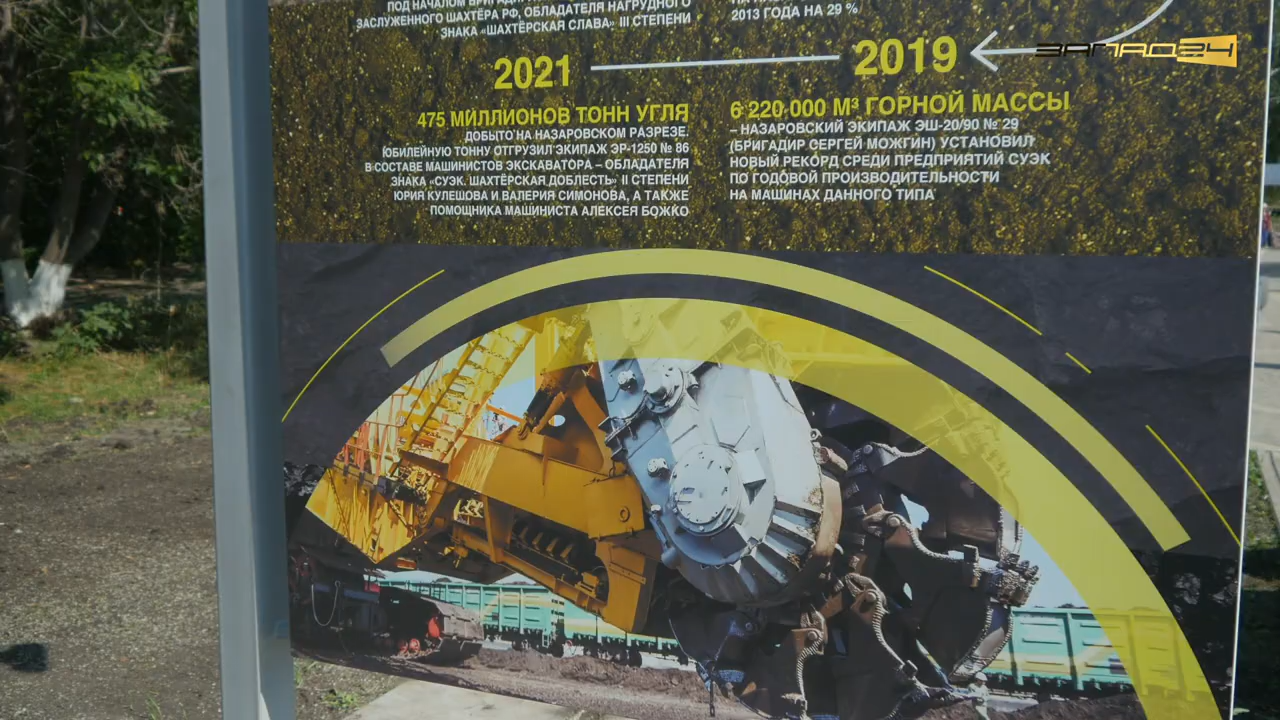 ПОД НАЧАЛОМ
ЗАСЛУЖЕННОГО ШАХТЁРА РФ, ОБЛАДАТЕЛЯ НАГРУДНОГО
ЗНАКА «ШАХТЁРСКАЯ СЛАВА» III СТЕПЕНИ
2013 ГОДА НА 29 %
ЗАПАД24
2021
475 МИЛЛИОНОВ ТОНН УГЛЯ
ДОБЫТО НА НАЗАРОВСКОМ РАЗРЕЗЕ.
ЮБИЛЕЙНУЮ ТОННУ ОТГРУЗИЛ ЭКИПАЖ ЭР-1250 № 86
В СОСТАВЕ МАШИНИСТОВ ЭКСКАВАТОРА – ОБЛАДАТЕЛЯ
ЗНАКА «СУЭК. ШАХТЁРСКАЯ ДОБЛЕСТЬ» II СТЕПЕНИ
ЮРИЯ КУЛЕШОВА И ВАЛЕРИЯ СИМОНОВА, А ТАКЖЕ
ПОМОЩНИКА МАШИНИСТА АЛЕКСЕЯ БОЖКО
2019
6 220 000 М³ ГОРНОЙ МАССЫ
– НАЗАРОВСКИЙ ЭКИПАЖ ЭШ-20/90 № 29
(БРИГАДИР СЕРГЕЙ МОЖГИН) УСТАНОВИЛ
НОВЫЙ РЕКОРД СРЕДИ ПРЕДПРИЯТИЙ СУЭК
ПО ГОДОВОЙ ПРОИЗВОДИТЕЛЬНОСТИ
НА МАШИНАХ ДАННОГО ТИПА